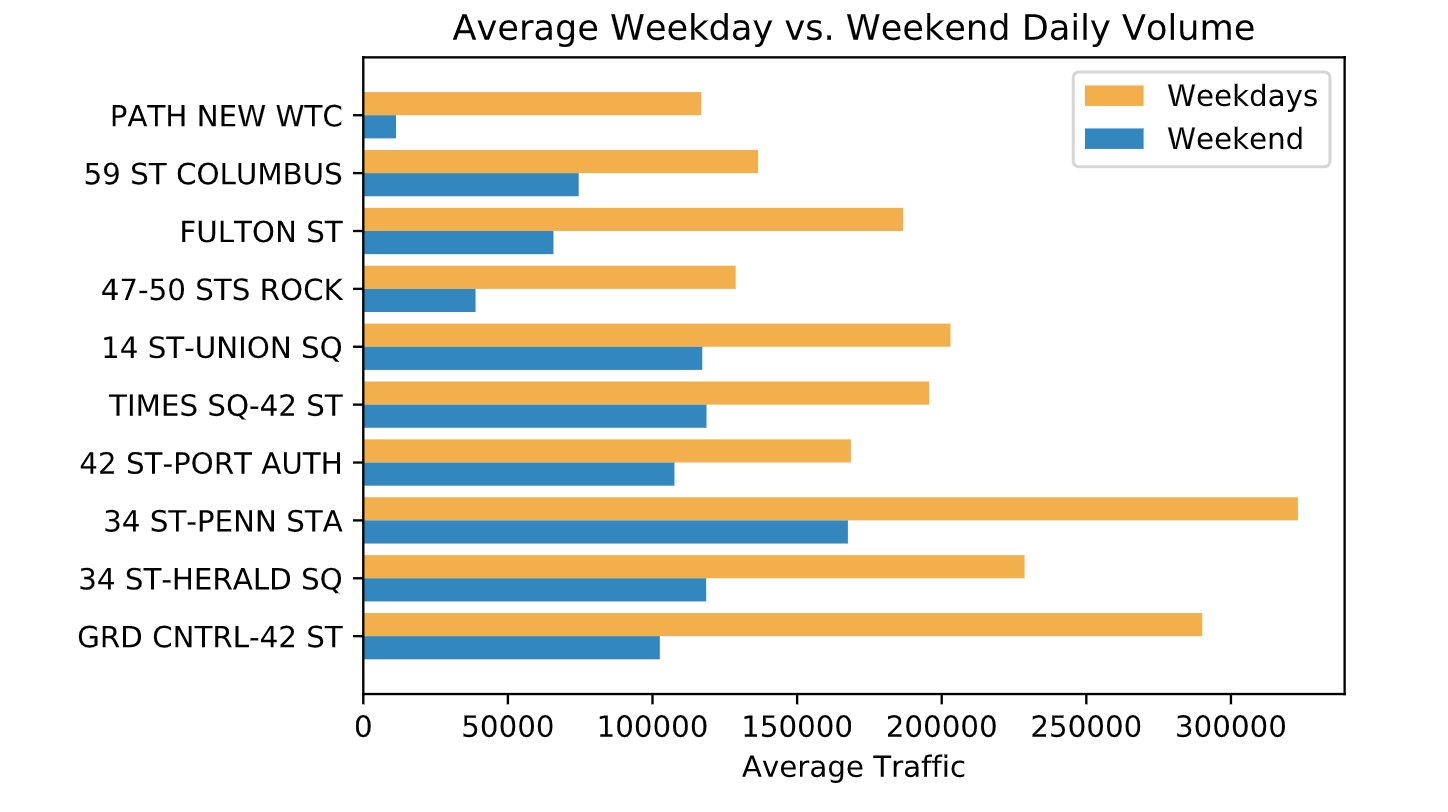 Average Weekday vs. Weekend Daily Volume
Weekdays
Weekend
PATH NEW WTC
59 ST COLUMBUS
FULTON ST
47-50 STS ROCK
14 ST-UNION SQ
TIMES SQ-42 ST
42 ST-PORT AUTH
34 ST-PENN STA
34 ST-HERALD SQ
GRD CNTRL-42 ST
0 50000 100000 150000 200000 250000 300000
Average Traffic